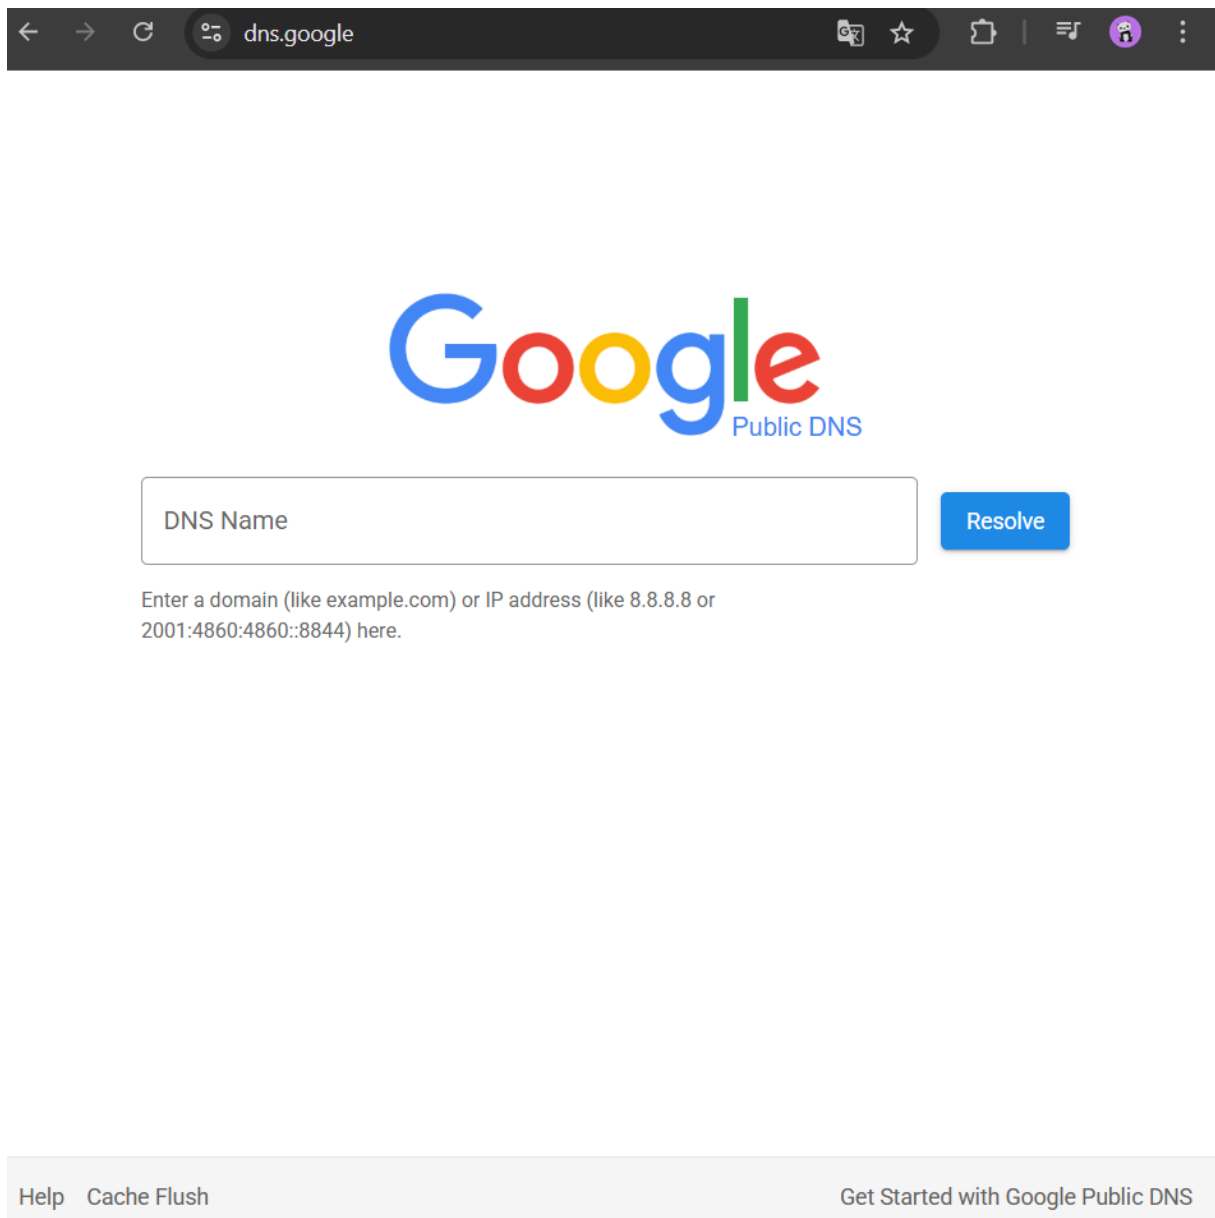 dns.google
Google
Public DNS
DNS Name
Resolve
Enter a domain (like example.com) or IP address (like 8.8.8.8 or
2001:4860:4860::8844) here.
Help Cache Flush Get Started with Google Public DNS